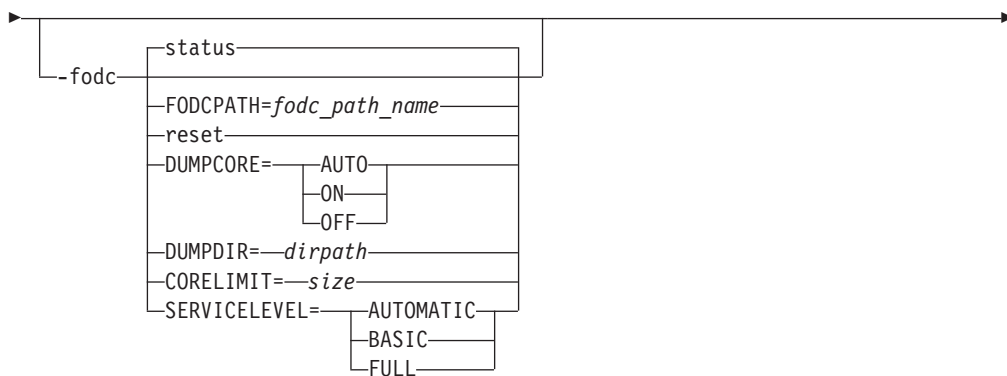 status
-fodc
FODCPATH=fodc_path_name
reset
DUMPCORE= AUTO
ON
OFF
DUMPDIR= dirpath
CORELIMIT= size
SERVICELEVEL= AUTOMATIC
BASIC
FULL